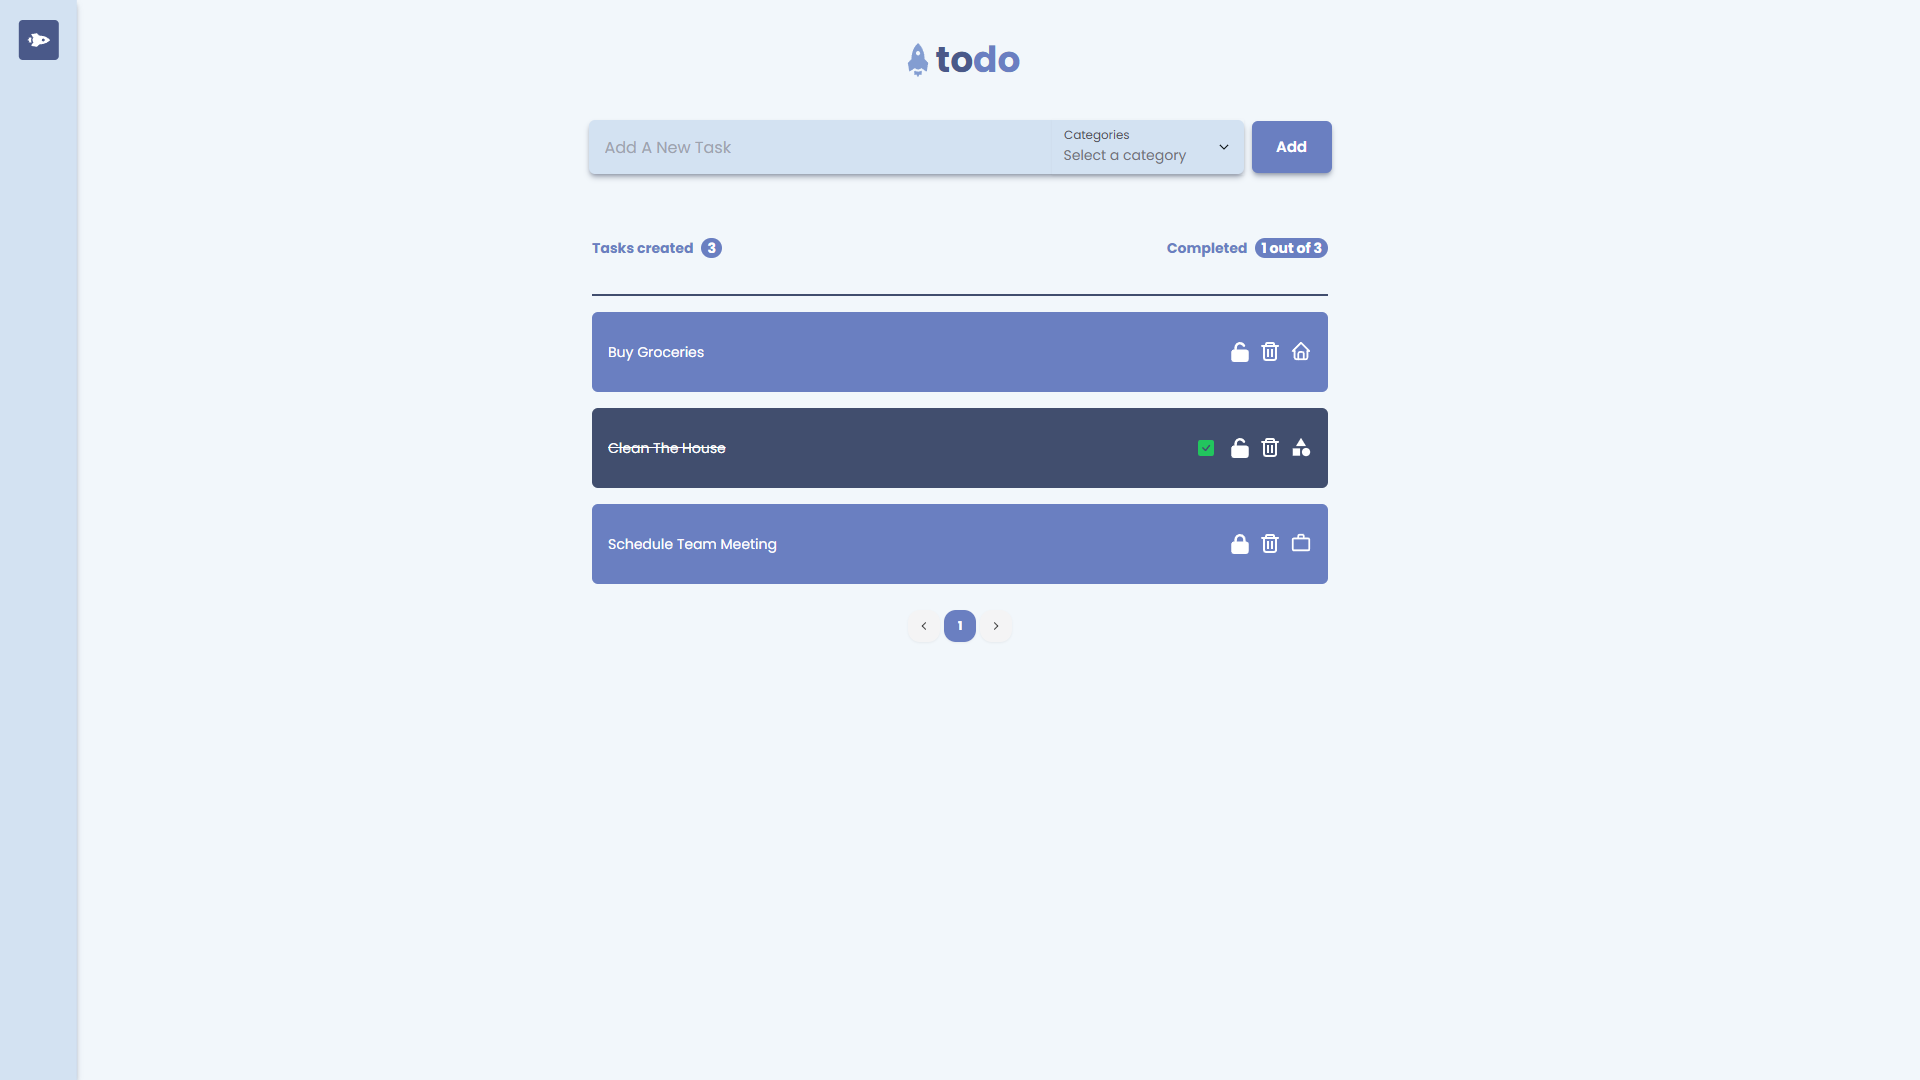 todo
Add A New Task
Categories
Select a category
Add
Tasks created 3
Completed 1 out of 3
Buy Groceries
Clean The House
Schedule Team Meeting
1